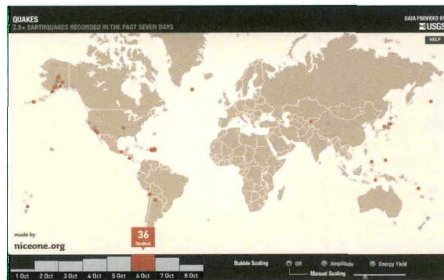 QUAKES
2.5+ EARTHQUAKES RECORDED IN THE PAST SEVEN DAYS
DATA PROVIDED BY
USGS
HELP
made by
niceone.org
36
1 Oct 2 Oct 3 Oct 4 Oct 5 Oct 6 Oct 7 Oct 8 Oct
Bubble Scaling Off Amplitude Energy Yield
Manual Scaling